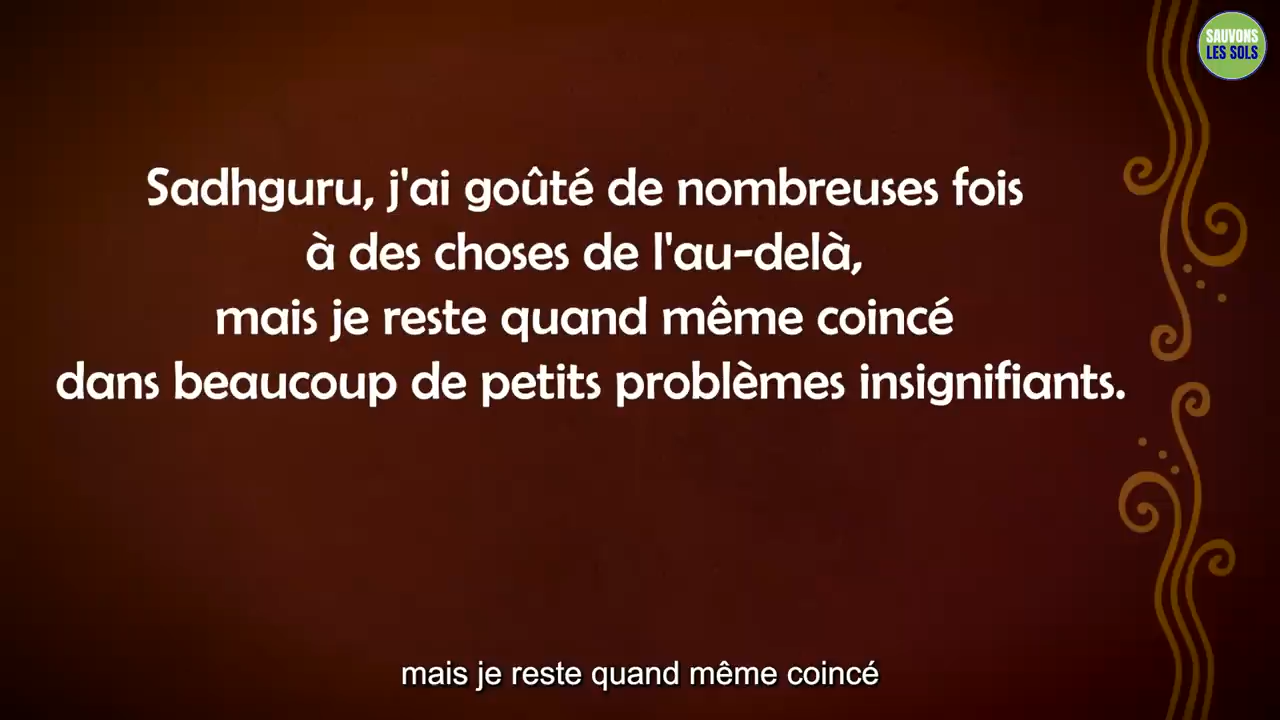 SAUVONS
LES SOLS
Sadhguru, j'ai goûté de nombreuses fois
à des choses de l'au-delà,
mais je reste quand même coincé
dans beaucoup de petits problèmes insignifiants.
mais je reste quand même coincé